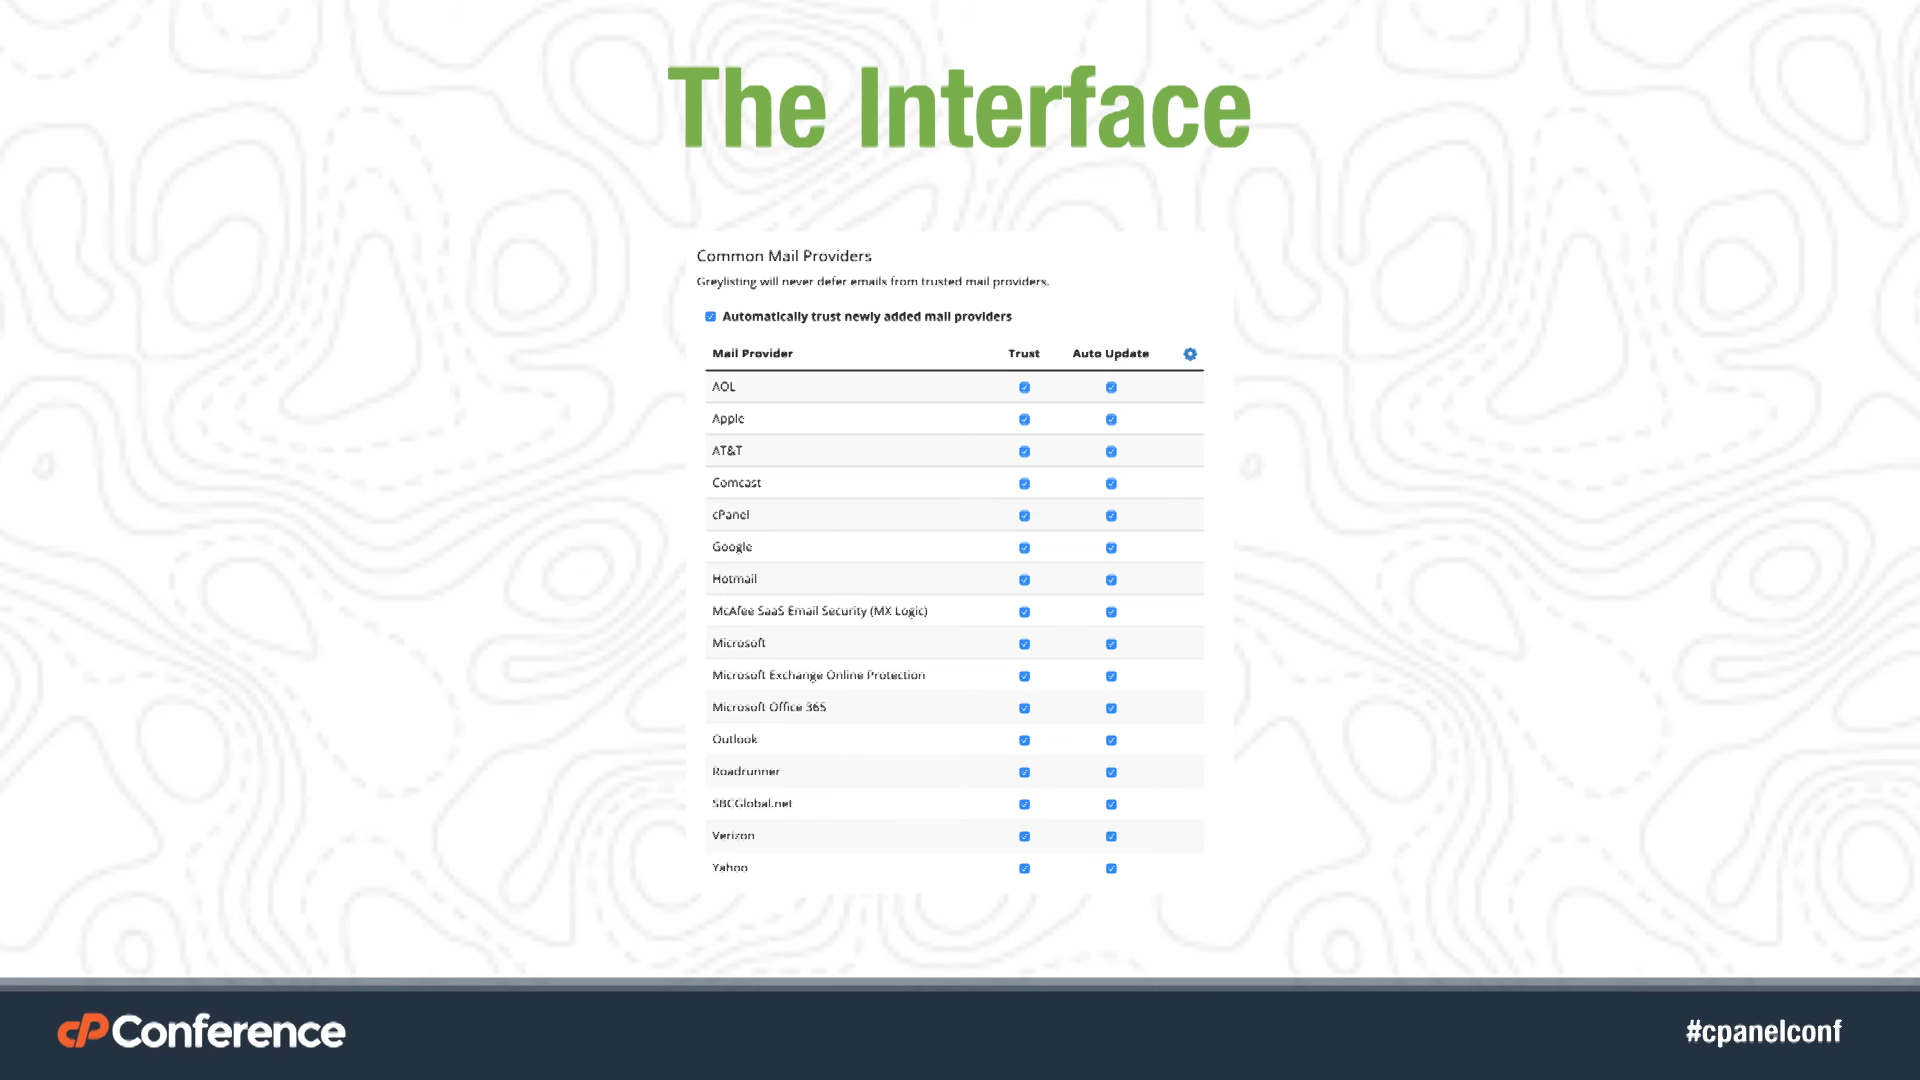 The Interface
Common Mail Providers
Greylisting will never defer emails from trusted mail providers.
Automatically trust newly added mail providers
Mail Provider Trust Auto Update
AOL
Apple
AT&T
Comcast
cPanel
Google
Hotmail
McAfee SaaS Email Security (MX Logic)
Microsoft
Microsoft Exchange Online Protection
Microsoft Office 365
Outlook
Roadrunner
SBCGlobal.net
Verizon
Yahoo
cPConference
#cpanelconf